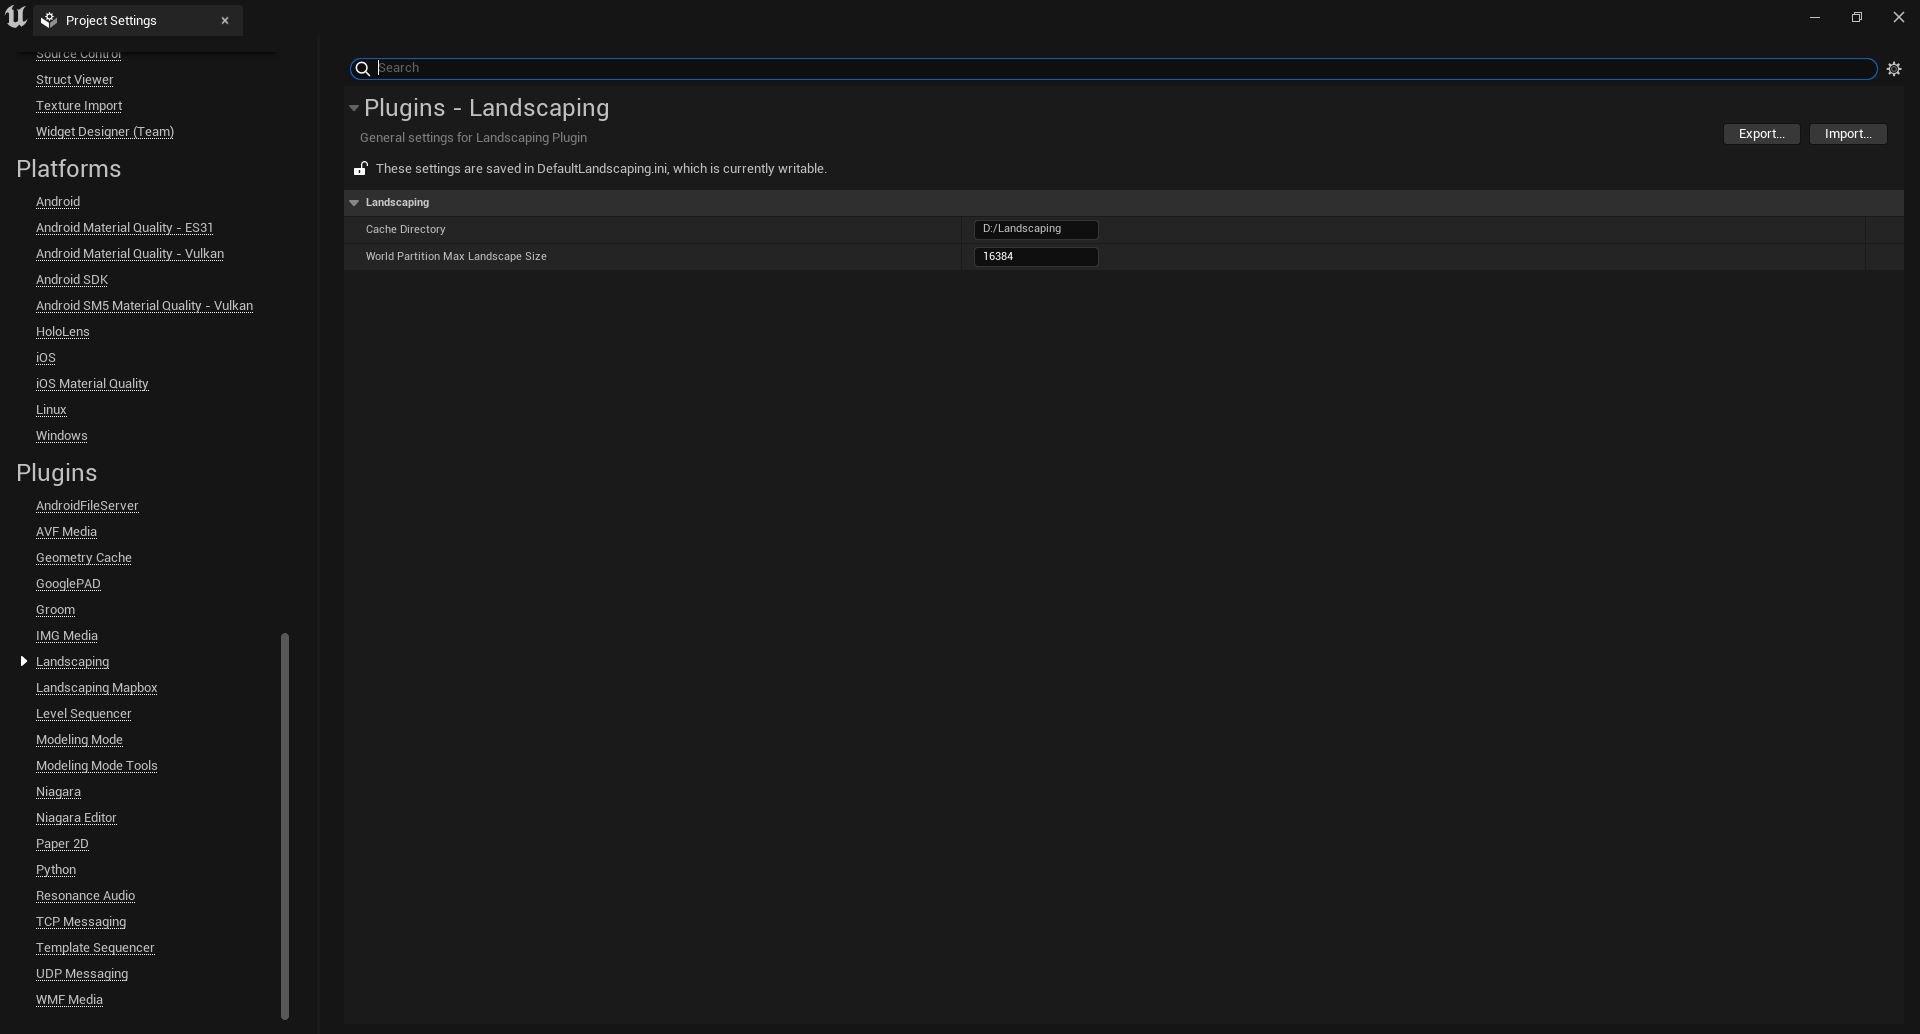 Project Settings
Source Control
Struct Viewer
Texture Import
Widget Designer (Team)
Platforms
Android
Android Material Quality - ES31
Android Material Quality - Vulkan
Android SDK
Android SM5 Material Quality - Vulkan
HoloLens
iOS
iOS Material Quality
Linux
Windows
Plugins
AndroidFileServer
AVF Media
Geometry Cache
GooglePAD
Groom
IMG Media
Landscaping
Landscaping Mapbox
Level Sequencer
Modeling Mode
Modeling Mode Tools
Niagara
Niagara Editor
Paper 2D
Python
Resonance Audio
TCP Messaging
Template Sequencer
UDP Messaging
WMF Media
Search
Plugins - Landscaping
General settings for Landscaping Plugin
Export... Import...
These settings are saved in DefaultLandscaping.ini, which is currently writable.
Landscaping
Cache Directory D:/Landscaping
World Partition Max Landscape Size 16384